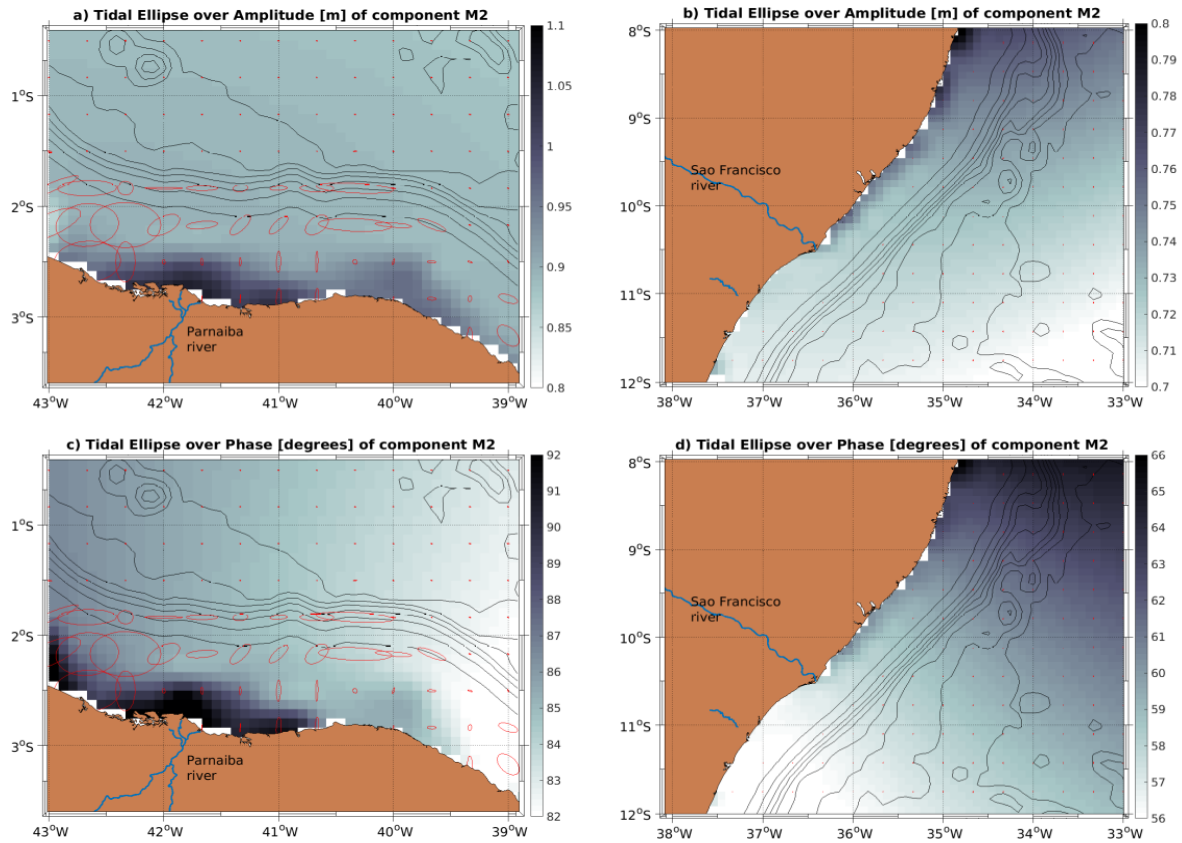 a) Tidal Ellipse over Amplitude [m] of component M2
1°S
2°S
3°S
43°W 42°W 41°W 40°W 39°W
Parnaiba
river
1.1
1.05
1
0.95
0.9
0.85
0.8
b) Tidal Ellipse over Amplitude [m] of component M2
8°S
9°S
10°S
11°S
12°S
38°W 37°W 36°W 35°W 34°W 33°W
Sao Francisco
river
0.8
0.79
0.78
0.77
0.76
0.75
0.74
0.73
0.72
0.71
0.7
c) Tidal Ellipse over Phase [degrees] of component M2
1°S
2°S
3°S
43°W 42°W 41°W 40°W 39°W
Parnaiba
river
92
91
90
89
88
87
86
85
84
83
82
d) Tidal Ellipse over Phase [degrees] of component M2
8°S
9°S
10°S
11°S
12°S
38°W 37°W 36°W 35°W 34°W 33°W
Sao Francisco
river
66
65
64
63
62
61
60
59
58
57
56